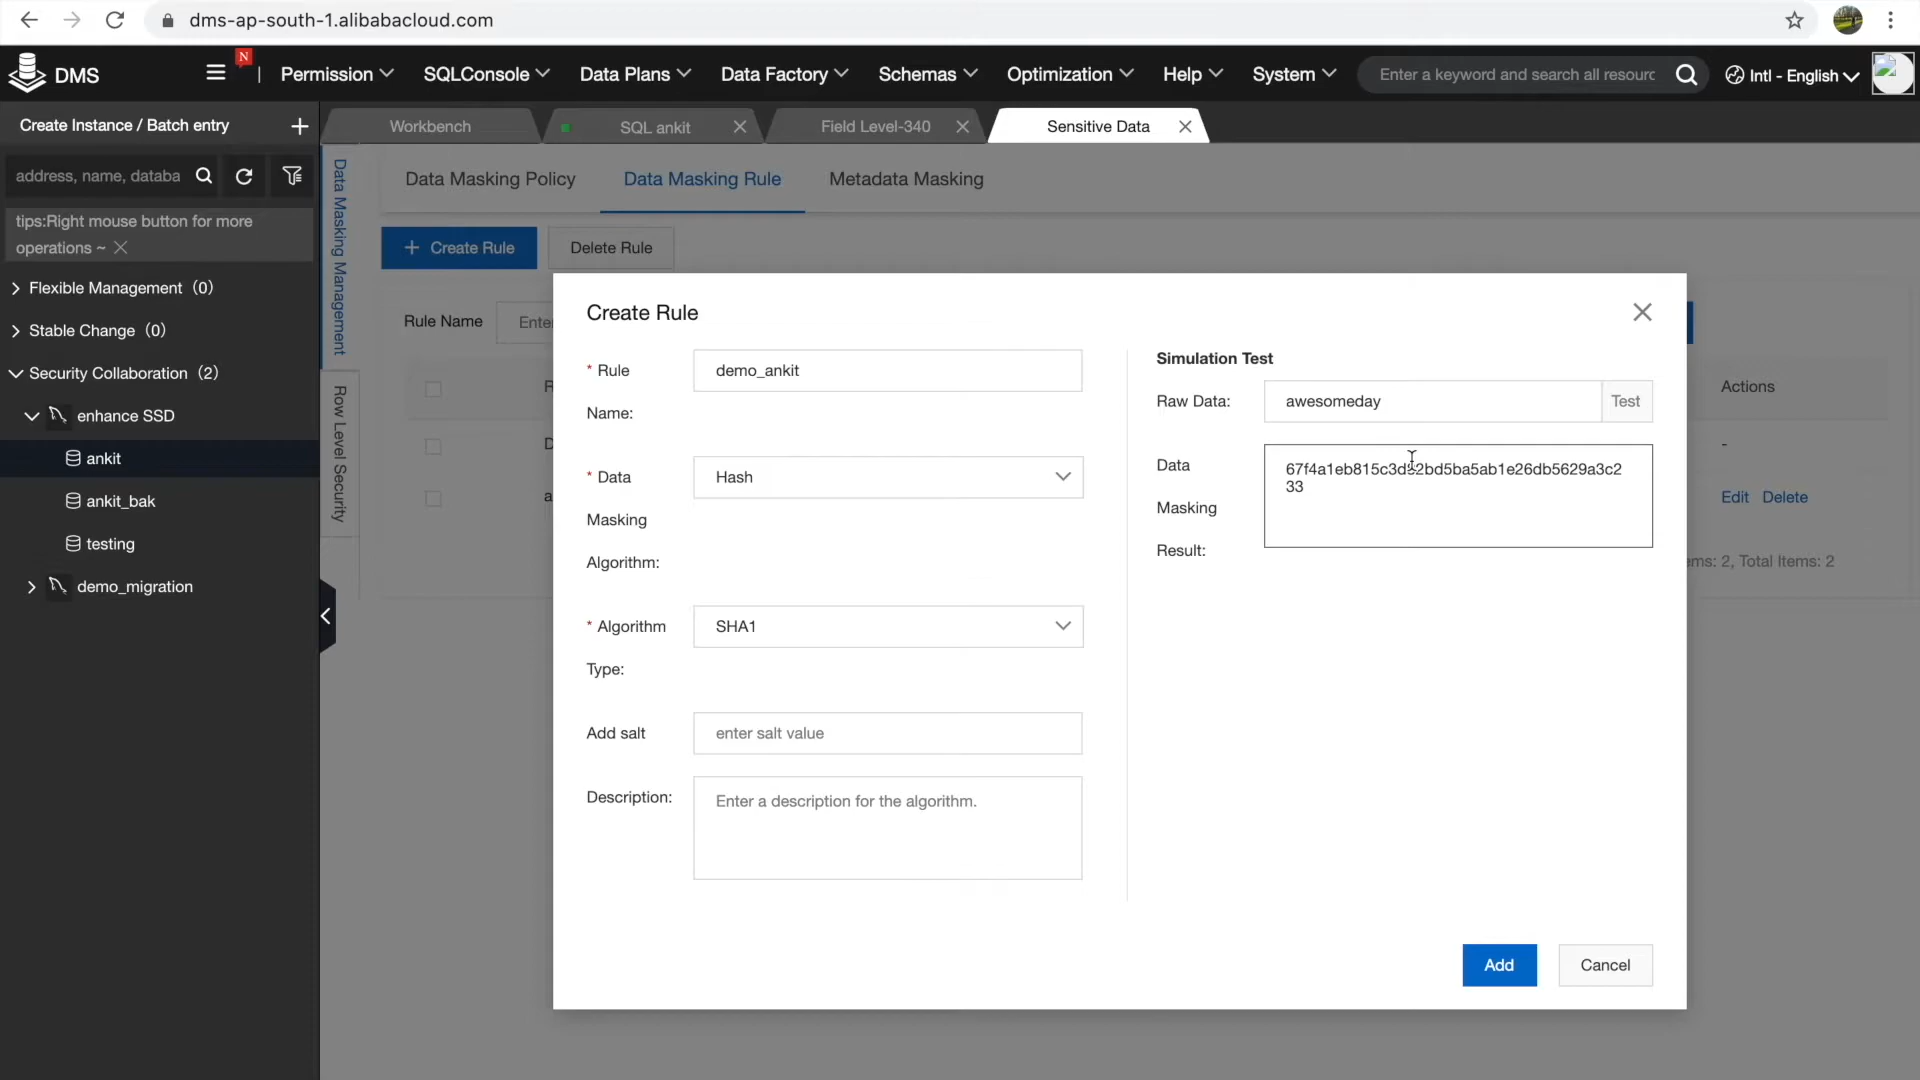 dms-ap-south-1.alibabacloud.com
DMS
N
Permission
SQLConsole
Data Plans
Data Factory
Schemas
Optimization
Help
System
Enter a keyword and search all resourc
Intl - English
Create Instance / Batch entry
Workbench
SQL ankit
Field Level-340
Sensitive Data
address, name, databa
tips:Right mouse button for more
operations ~
Flexible Management (0)
Stable Change (0)
Security Collaboration (2)
enhance SSD
ankit
ankit_bak
testing
demo_migration
Data Masking Management
Row Level Security
Data Masking Policy
Data Masking Rule
Metadata Masking
+ Create Rule
Delete Rule
Rule Name
Enter
Actions
-
Edit Delete
ems: 2, Total Items: 2
Create Rule
* Rule
Name:
demo_ankit
* Data
Masking
Algorithm:
Hash
* Algorithm
Type:
SHA1
Add salt
enter salt value
Description:
Enter a description for the algorithm.
Simulation Test
Raw Data:
awesomeday
Test
Data
Masking
Result:
33
Add
Cancel